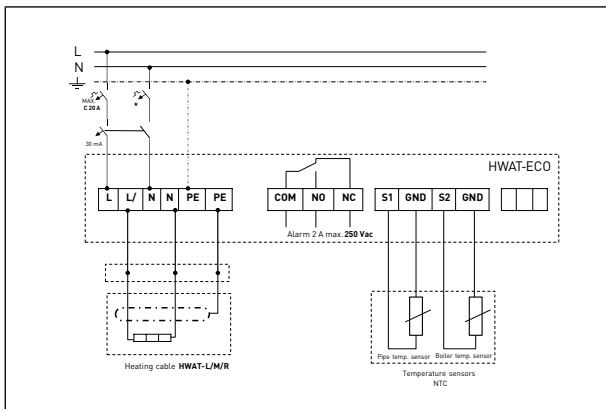 L
N
MAX.
C 20 A
*
30 mA
HWAT-ECO
L L/ N N PE PE
COM NO NC
S1 GND S2 GND
Alarm 2 A max. 250 Vac
Pipe temp. sensor Boiler temp. sensor
Heating cable HWAT-L/M/R
Temperature sensors
NTC